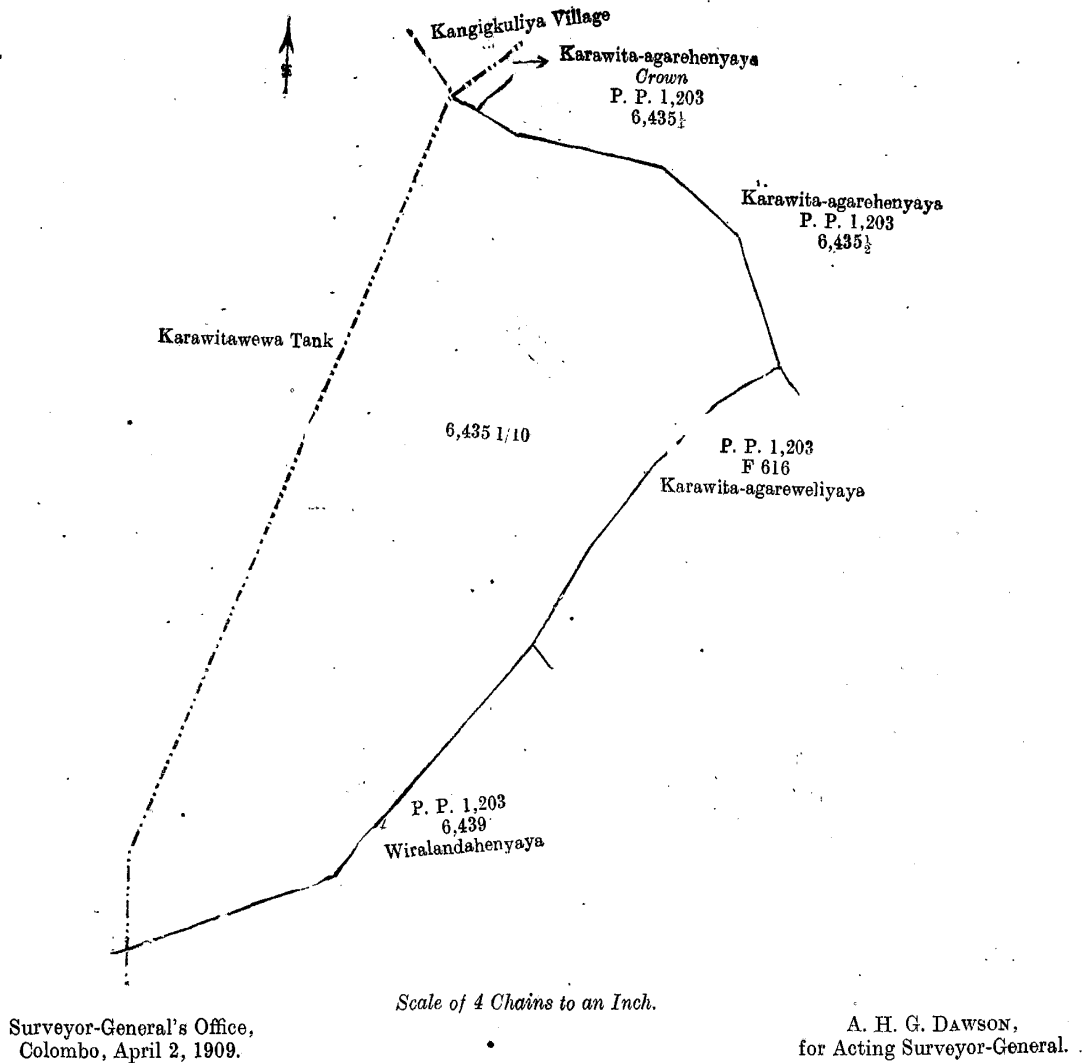 Kangigkuliya Village
Karawita-agarehenyaya
Crown
P. P. 1,203
6,435¼
Karawita-agarehenyaya
P. P. 1,203
6,435½
Karawitawewa Tank
6,435 1/10
P. P. 1,203
F 616
Karawita-agareweliyaya
P. P. 1,203
6,439
Wiralandahenyaya
Scale of 4 Chains to an Inch.
Surveyor-General's Office,
Colombo, April 2, 1909.
A. H. G. DAWSON,
for Acting Surveyor-General.